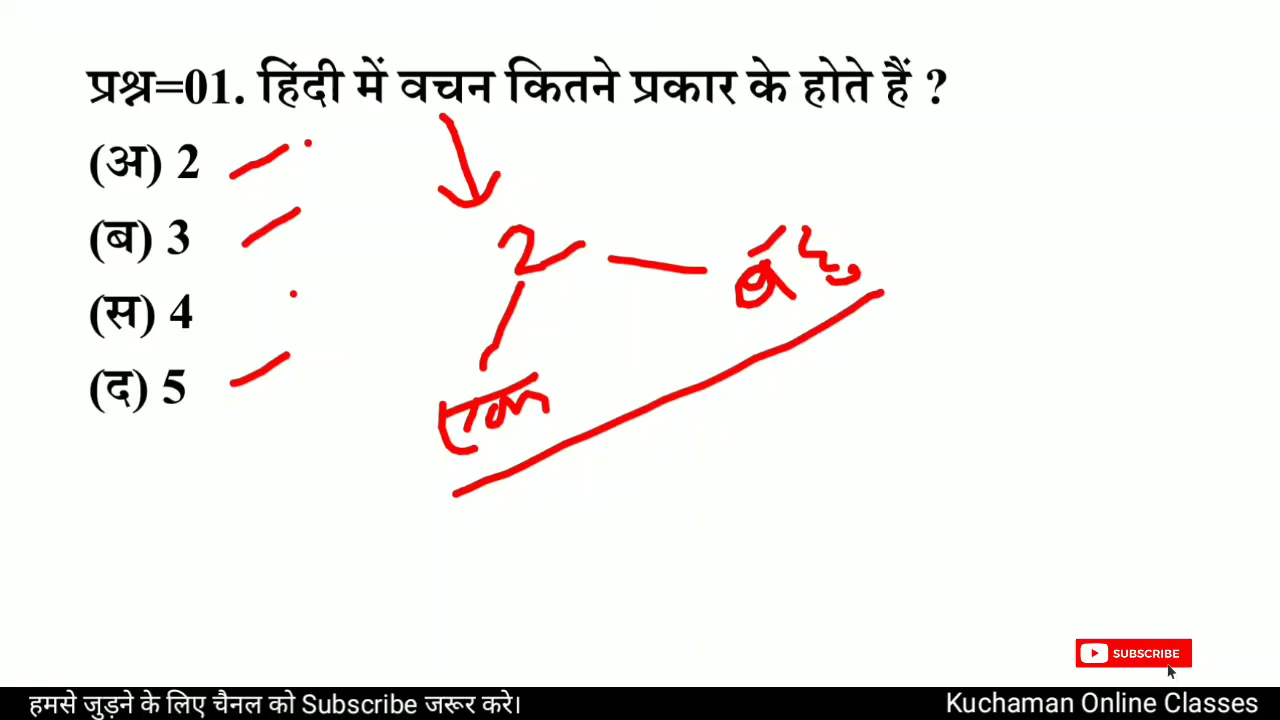 प्रश्न=01. हिंदी में वचन कितने प्रकार के होते हैं ?
(अ) 2
(ब) 3
(स) 4
(द) 5
2
बहु
एक
SUBSCRIBE
हमसे जुड़ने के लिए चैनल को Subscribe जरूर करे।
Kuchaman Online Classes